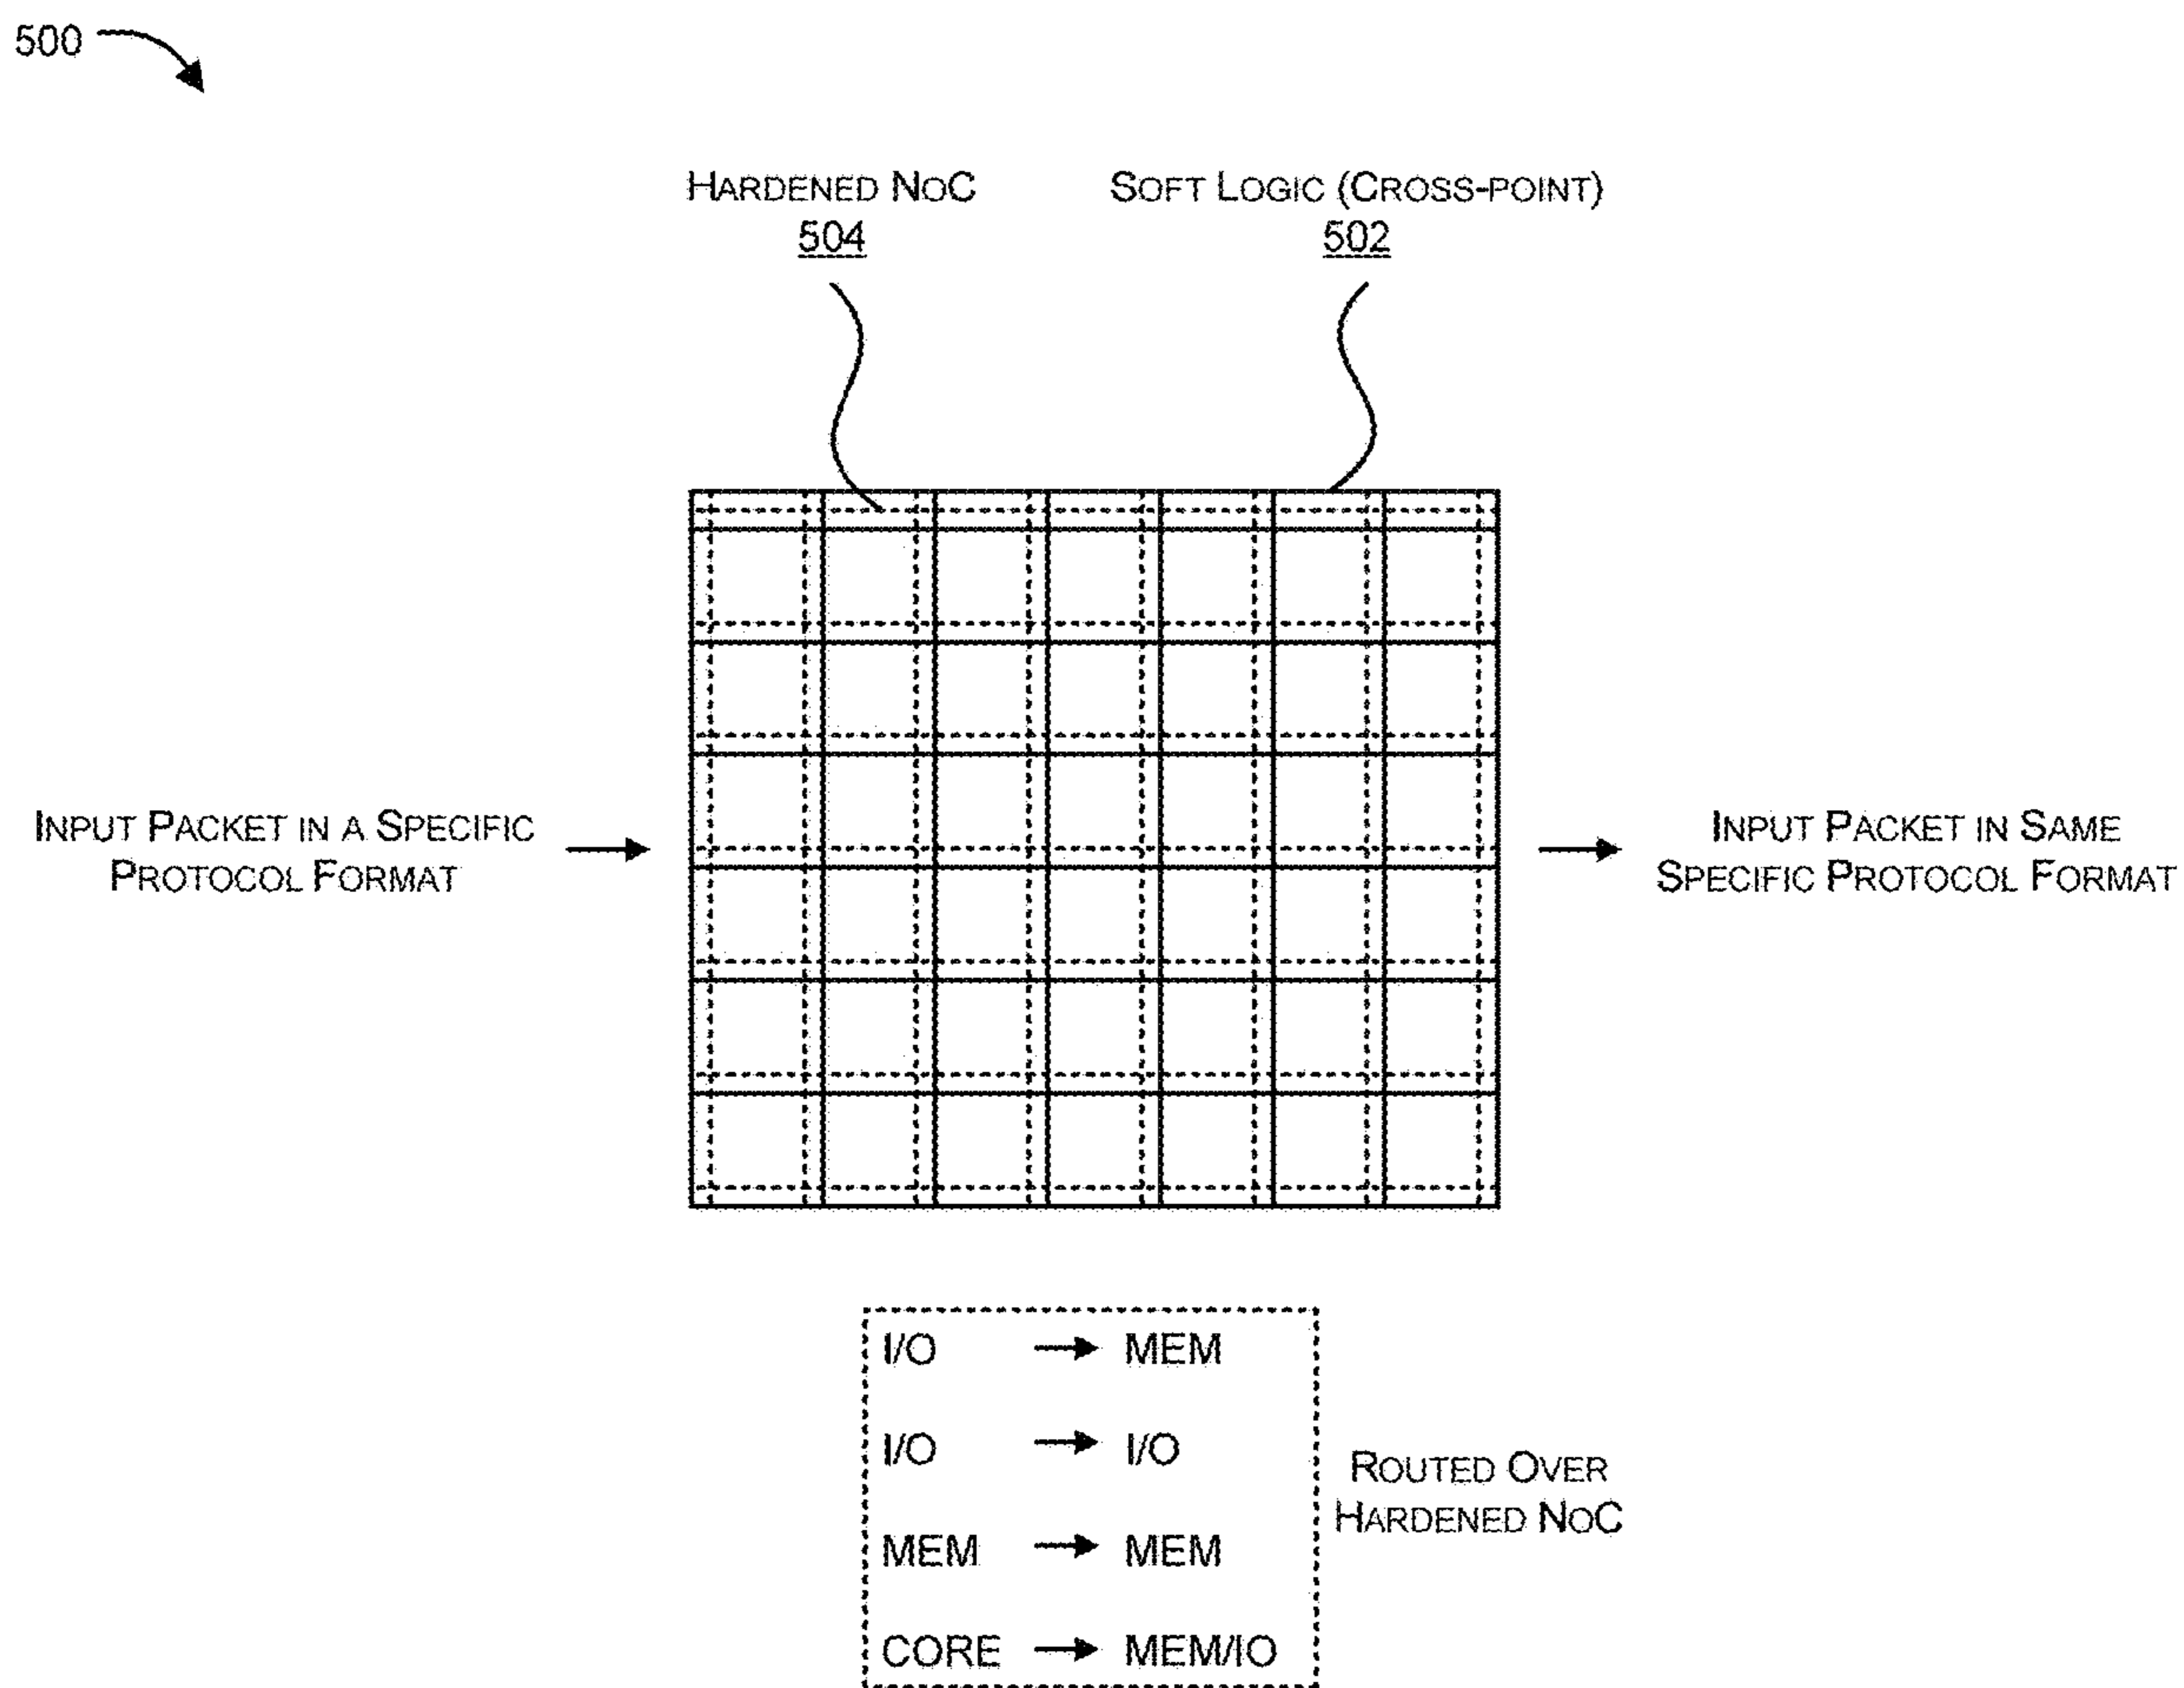 500
HARDENED NOC
504
SOFT LOGIC (CROSS-POINT)
502
INPUT PACKET IN A SPECIFIC
PROTOCOL FORMAT
INPUT PACKET IN SAME
SPECIFIC PROTOCOL FORMAT
I/O → MEM
I/O → I/O
MEM → MEM
CORE → MEM/IO
ROUTED OVER
HARDENED NOC